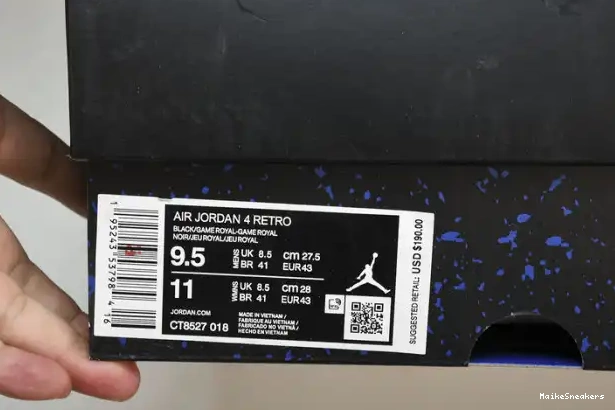 AIR JORDAN 4 RETRO
BLACK/GAME ROYAL-GAME ROYAL
NOIR/JEU ROYAL/JEU ROYAL
9.5 MENS UK 8.5 cm 27.5
BR 41 EUR 43
11 WMNS UK 8.5 cm 28
BR 41 EUR 43
JORDAN.COM
CT8527 018
MADE IN VIETNAM /
FABRIQUE AU VIETNAM /
FABRICADO NO VIETNÃ /
HECHO EN VIETNAM
SUGGESTED RETAIL: USD $190.00
1 95243 53798 4 16
MaikeSneakers